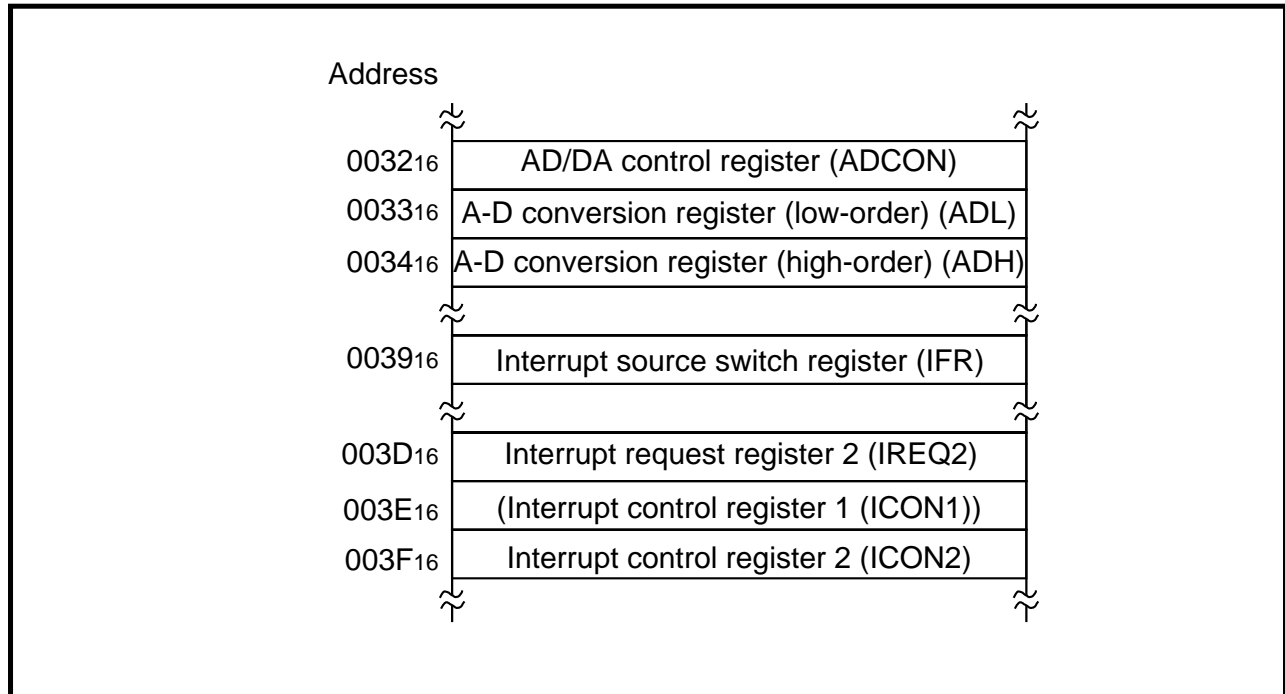 Address
0032₁₆ AD/DA control register (ADCON)
0033₁₆ A-D conversion register (low-order) (ADL)
0034₁₆ A-D conversion register (high-order) (ADH)
0039₁₆ Interrupt source switch register (IFR)
003D₁₆ Interrupt request register 2 (IREQ2)
003E₁₆ (Interrupt control register 1 (ICON1))
003F₁₆ Interrupt control register 2 (ICON2)